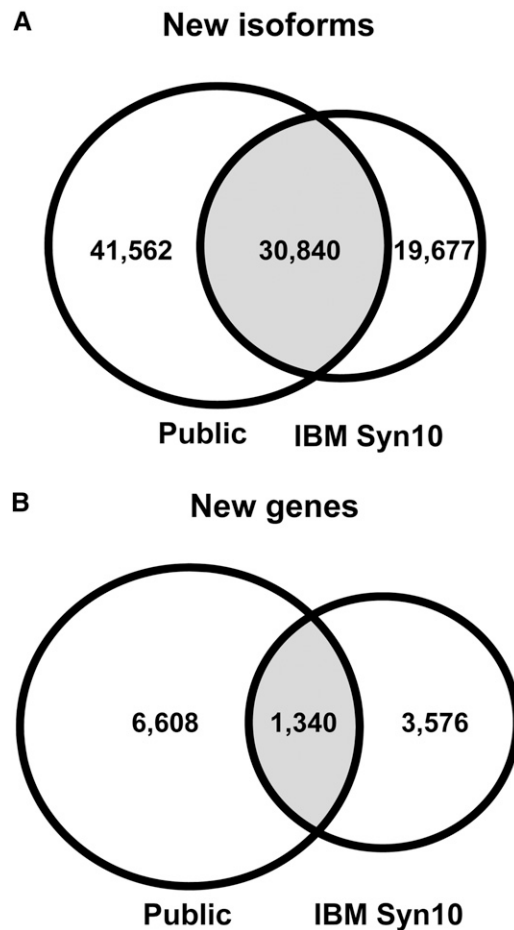 A
New isoforms
41,562 30,840 19,677
Public IBM Syn10
B
New genes
6,608 1,340 3,576
Public IBM Syn10